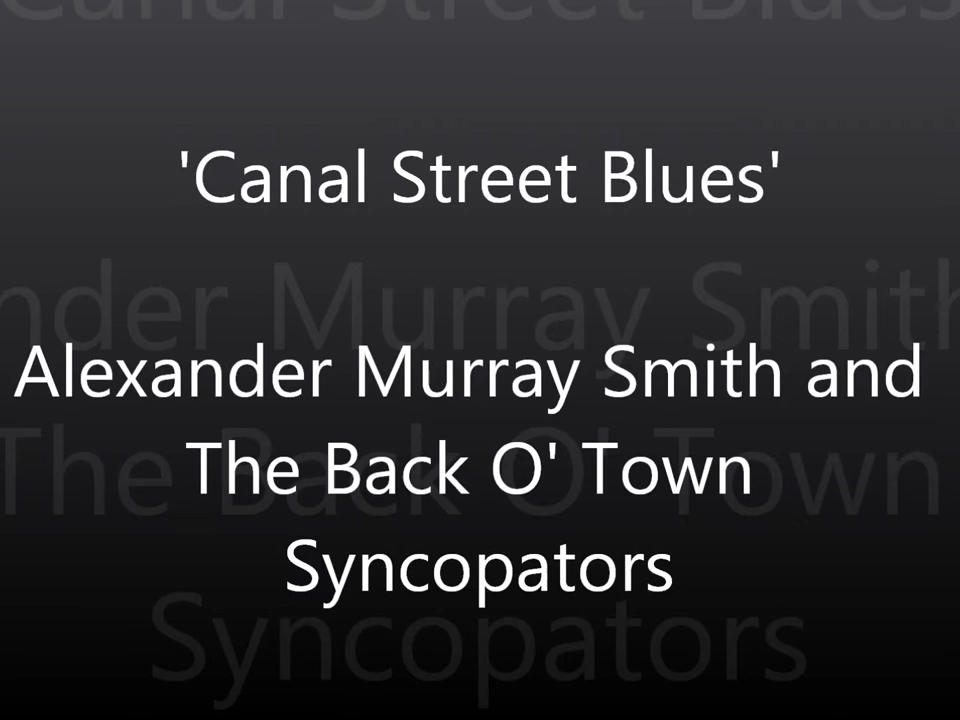 'Canal Street Blues'
Alexander Murray Smith and
The Back O' Town
Syncopators